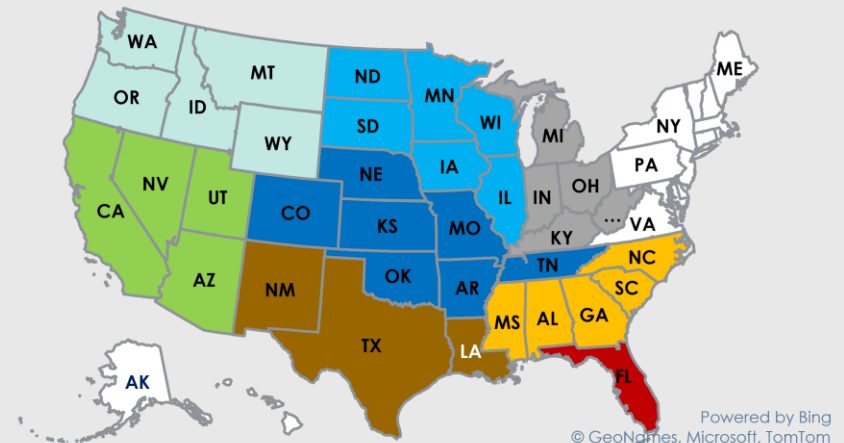 WA
ME
MT
ND
OR
MN
ID
WI
SD
NY
MI
WY
PA
IA
NE
NV
UT
IL
IN
OH
CA
CO
KS
MO
...
VA
KY
NC
TN
OK
AZ
AR
NM
SC
MS
AL
GA
TX
LA
AK
FL
Powered by Bing
© GeoNames, Microsoft, TomTom